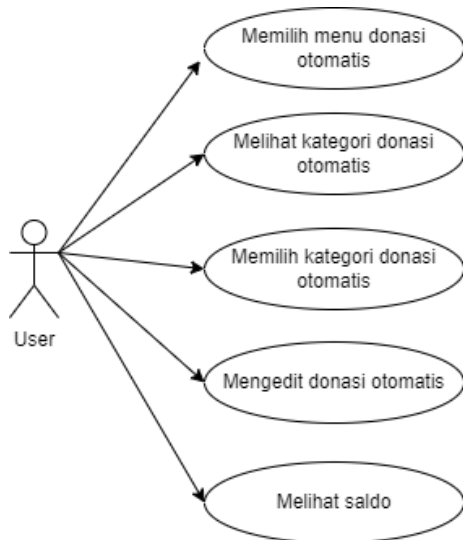 Memilih menu donasi
otomatis
Melihat kategori donasi
otomatis
Memilih kategori donasi
otomatis
User
Mengedit donasi otomatis
Melihat saldo